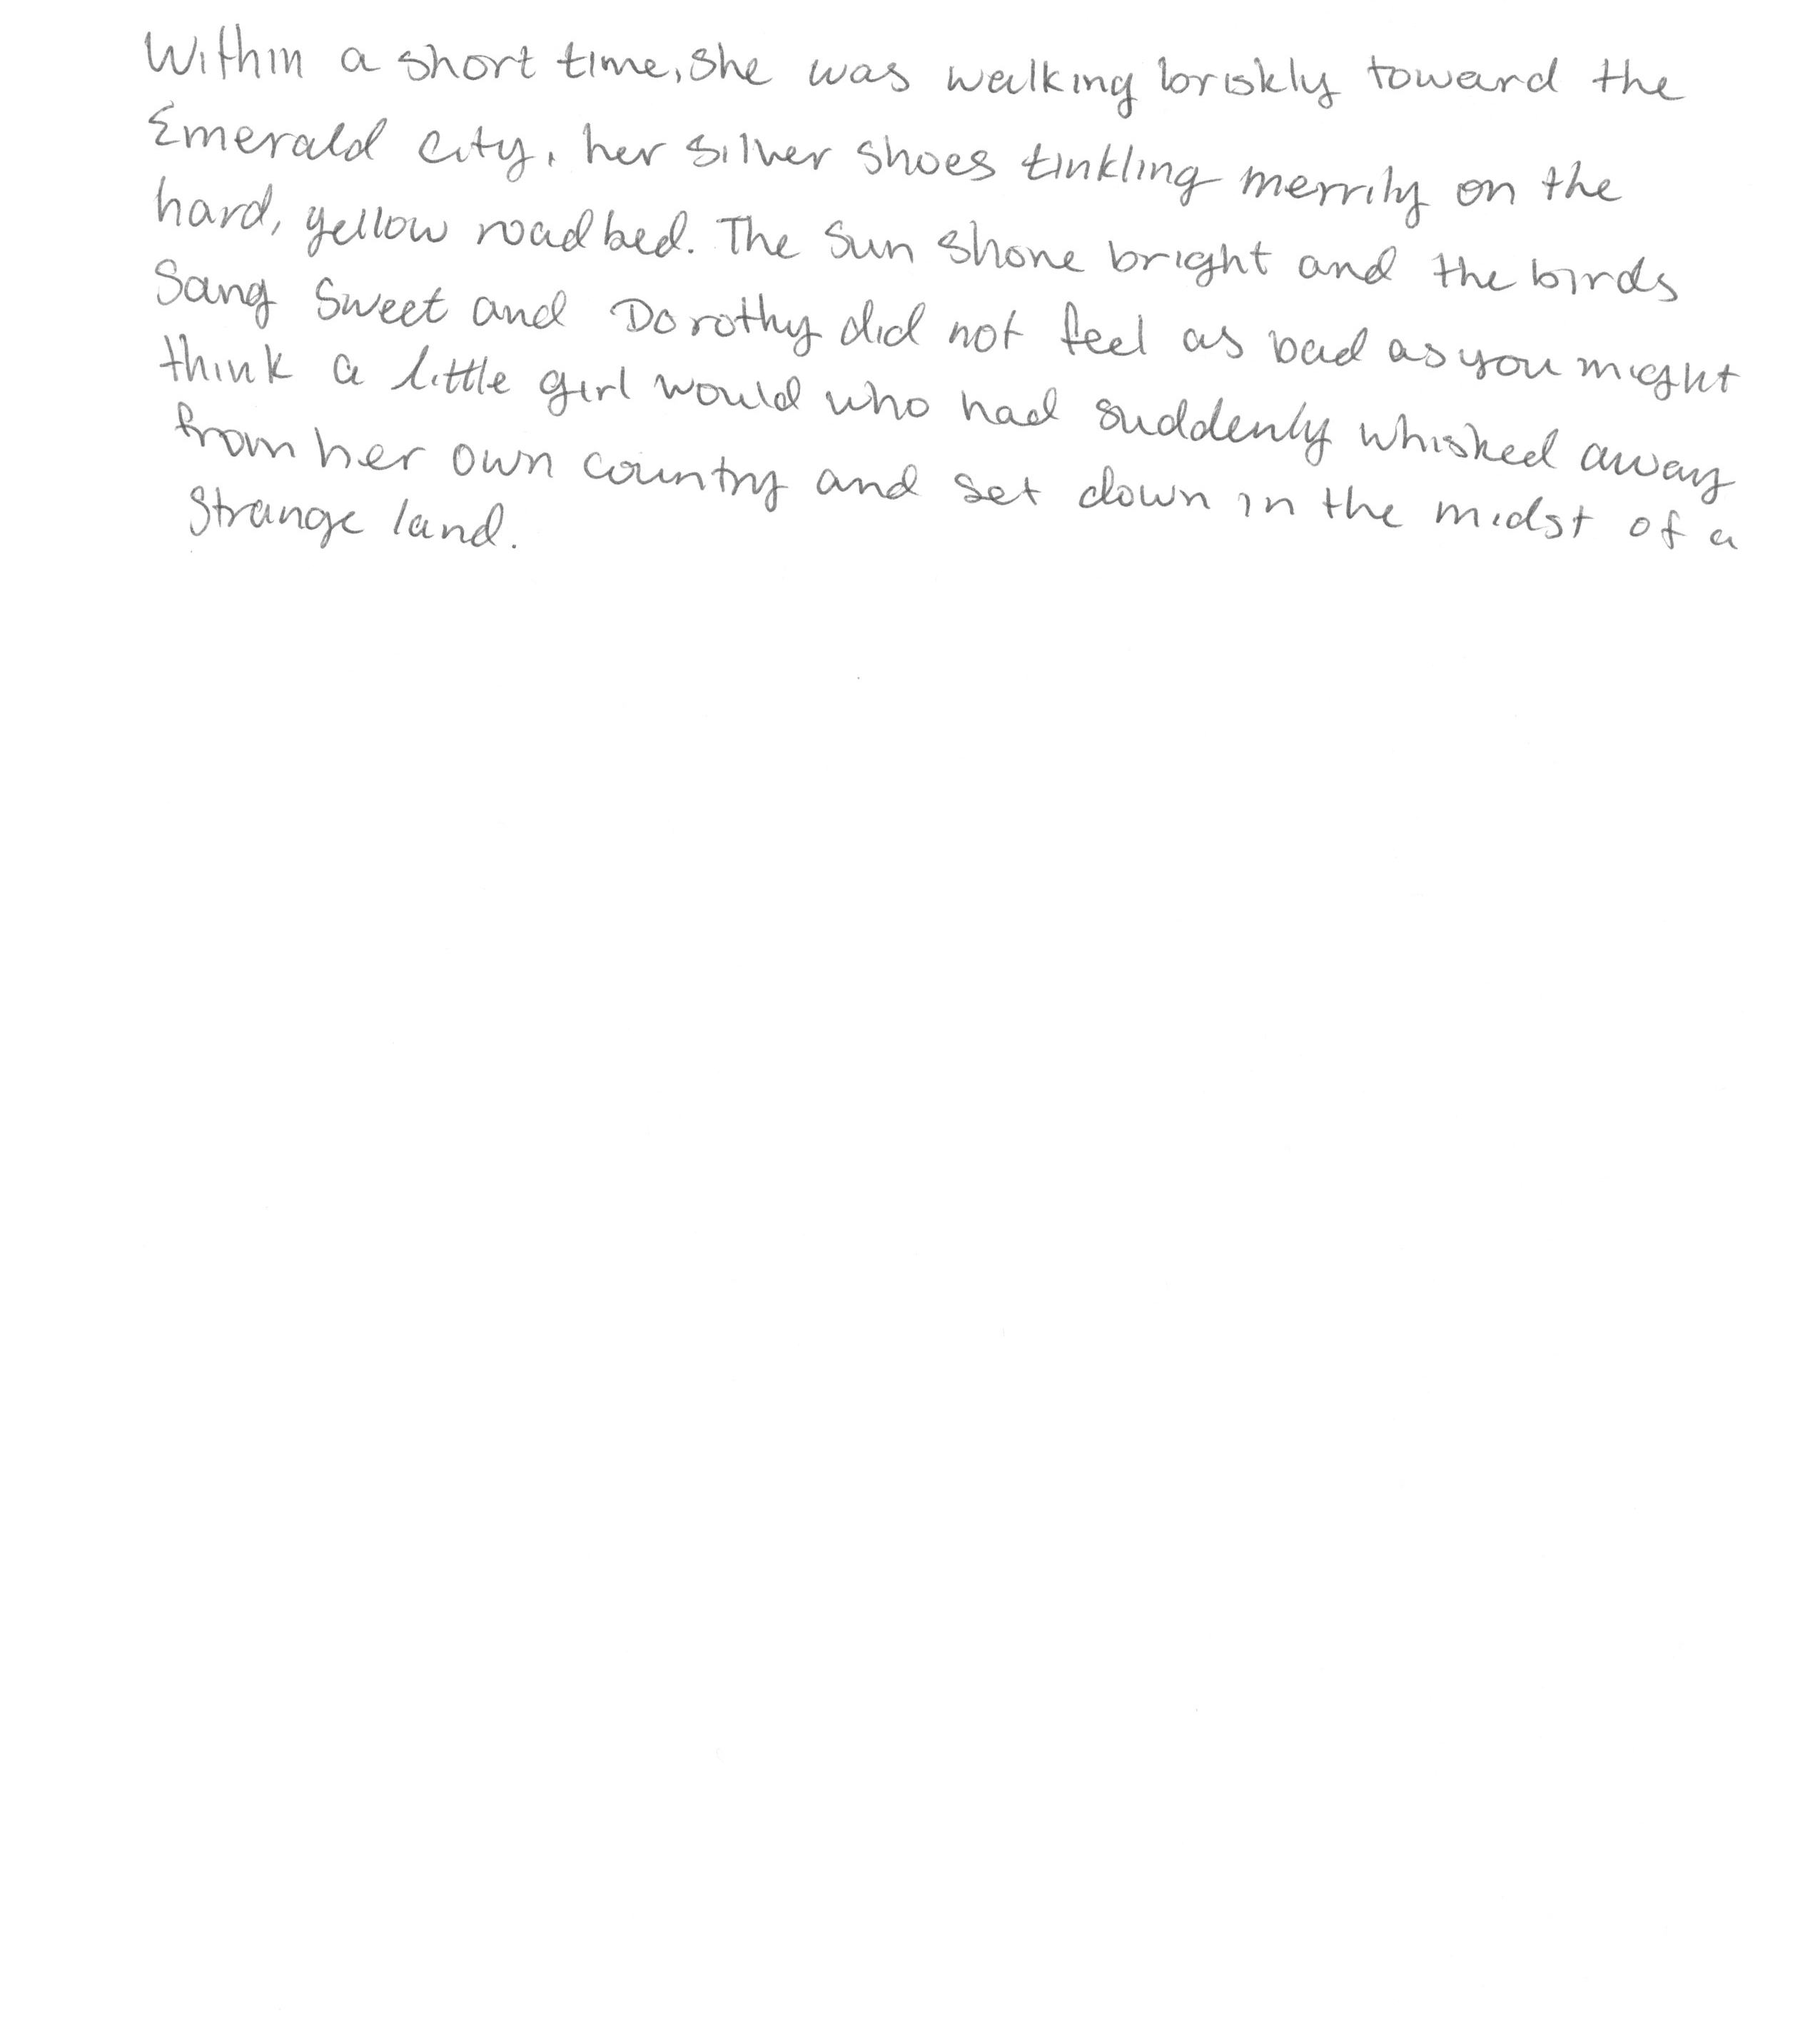 Within a short time, she was walking briskly toward the
Emerald City, her silver shoes tinkling merrily on the
hard, yellow roadbed. The sun shone bright and the birds
sang sweet and Dorothy did not feel as bad as you might
think a little girl would who had suddenly whisked away
from her own country and set down in the midst of a
strange land.